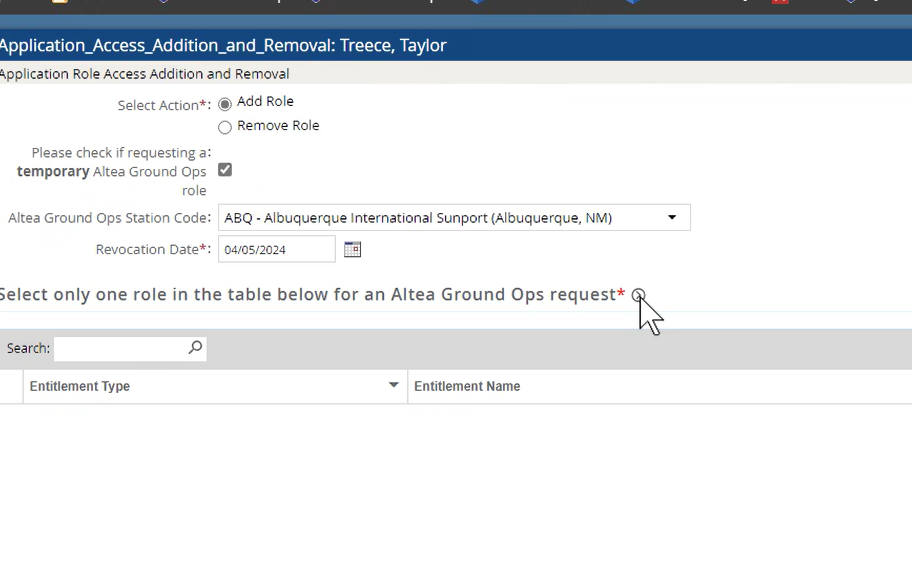 Application_Access_Addition_and_Removal: Treece, Taylor
Application Role Access Addition and Removal
Select Action*: Add Role
Remove Role
Please check if requesting a:
temporary Altea Ground Ops
role
Altea Ground Ops Station Code: ABQ - Albuquerque International Sunport (Albuquerque, NM)
Revocation Date*: 04/05/2024
Select only one role in the table below for an Altea Ground Ops request*
Search:
Entitlement Type Entitlement Name